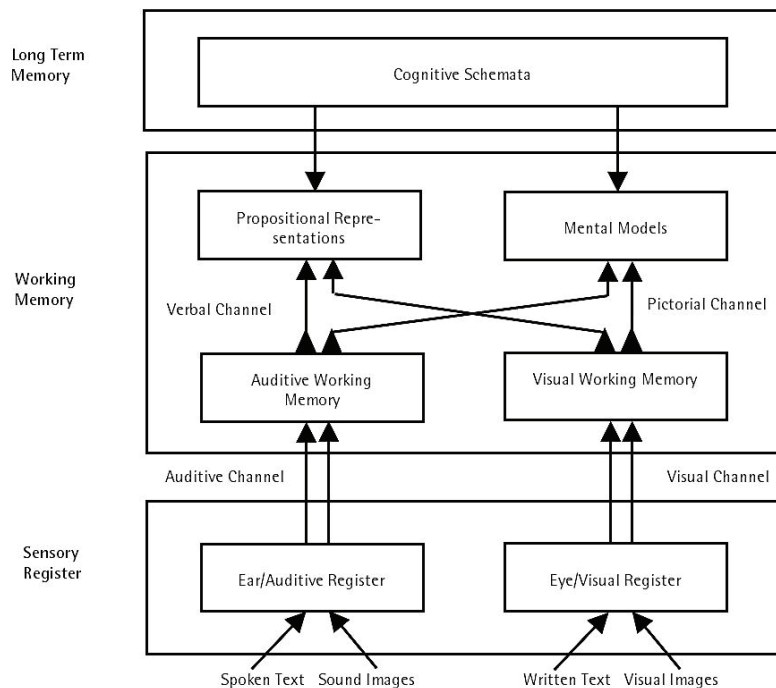 Long Term
Memory
Cognitive Schemata
Propositional Repre-
sentations
Mental Models
Working
Memory
Verbal Channel
Pictorial Channel
Auditive Working
Memory
Visual Working Memory
Auditive Channel
Visual Channel
Sensory
Register
Ear/Auditive Register
Eye/Visual Register
Spoken Text
Sound Images
Written Text
Visual Images